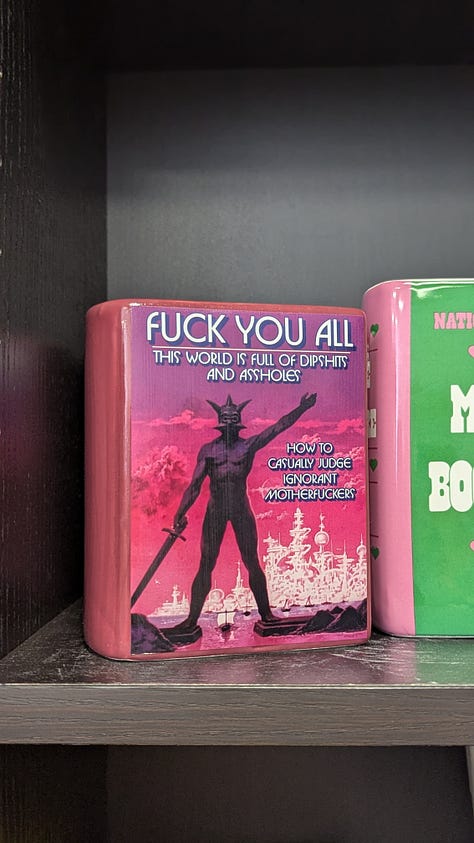 FUCK YOU ALL
THIS WORLD IS FULL OF DIPSHITS
AND ASSHOLES
HOW TO
CASUALLY JUDGE
IGNORANT
MOTHERFUCKERS